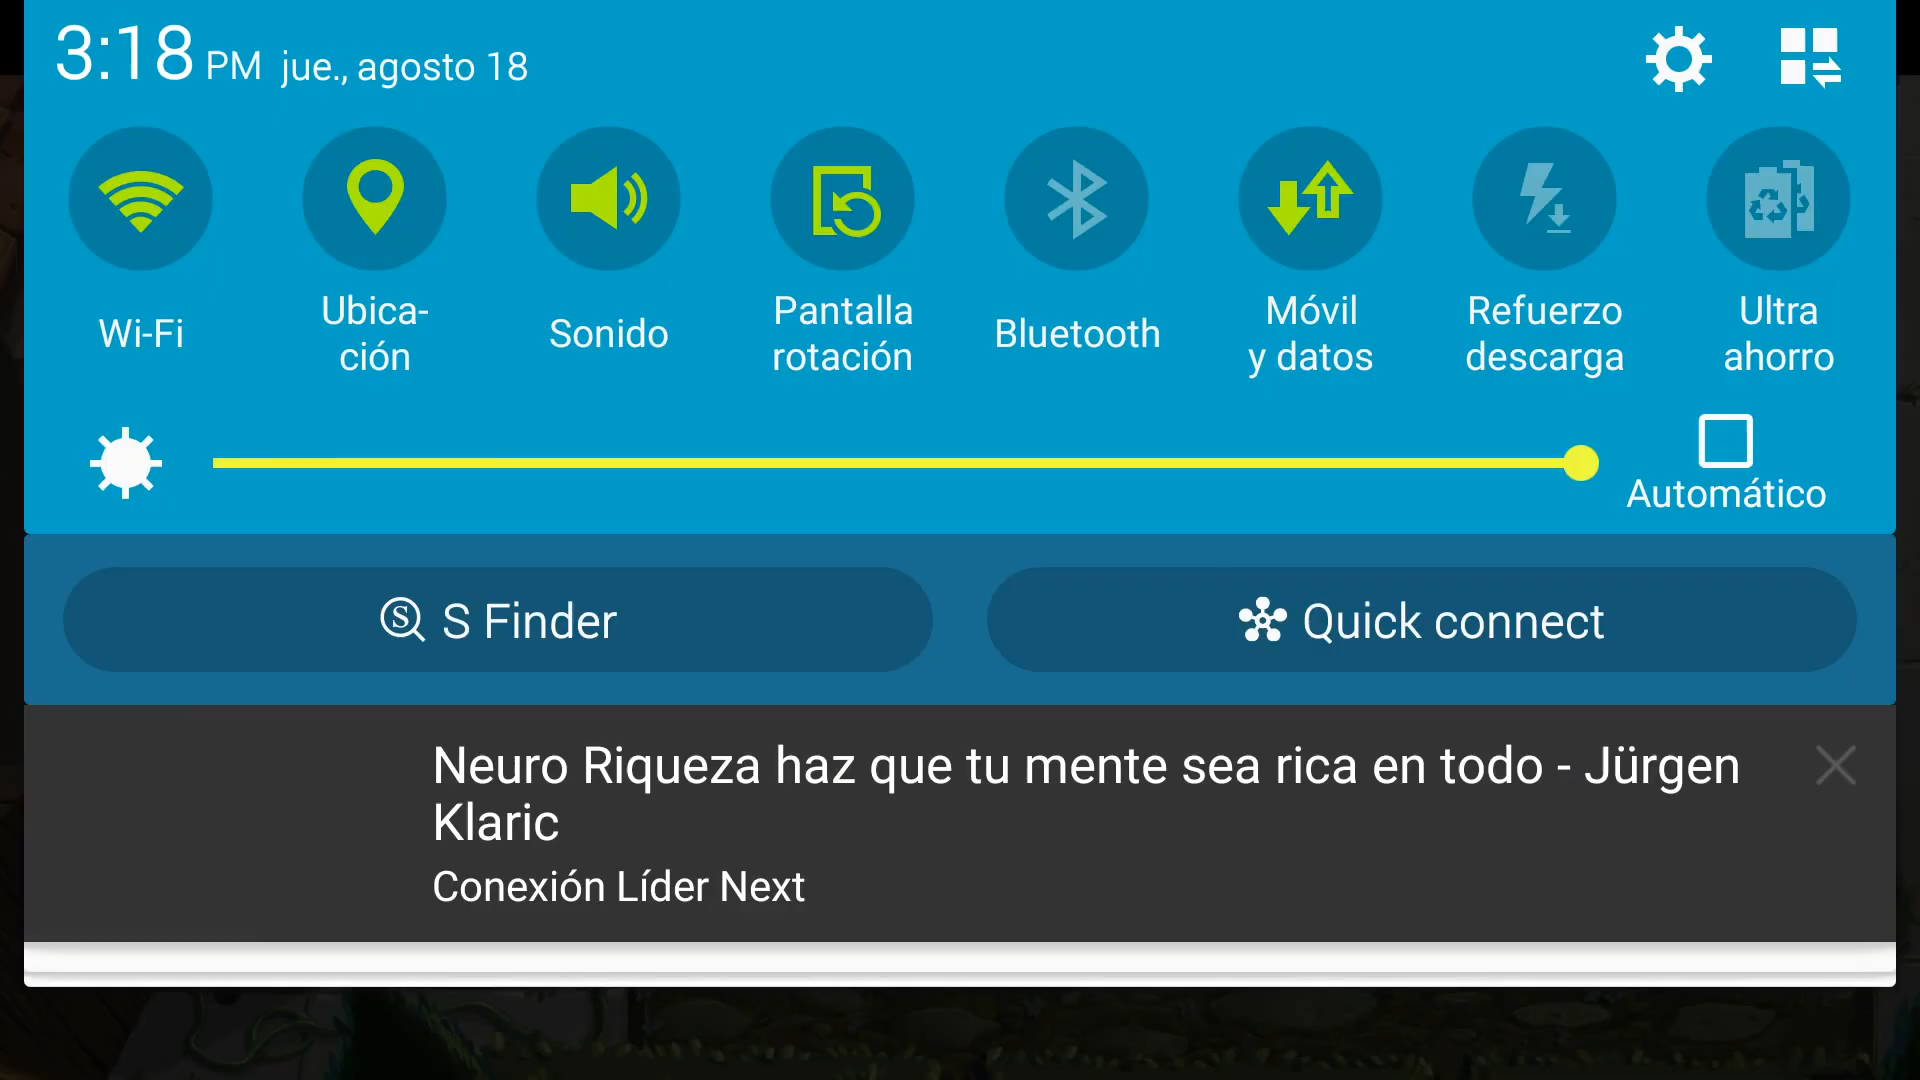 3:18 PM jue., agosto 18
Wi-Fi
Ubica-
ción
Sonido
Pantalla
rotación
Bluetooth
Móvil
y datos
Refuerzo
descarga
Ultra
ahorro
Automático
S Finder
Quick connect
Neuro Riqueza haz que tu mente sea rica en todo - Jürgen
Klaric
Conexión Líder Next